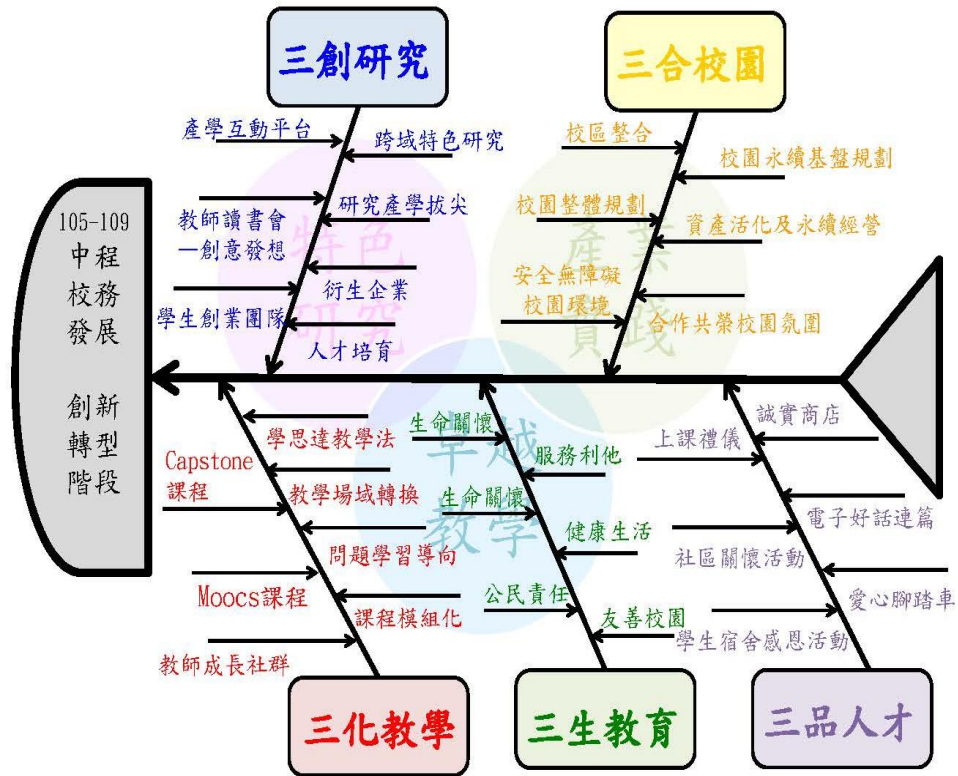 三創研究
三合校園
產學互動平台
跨域特色研究
教師讀書會
—創意發想
研究產學拔尖
衍生企業
學生創業團隊
人才培育
校區整合
校園永續基盤規劃
校園整體規劃
資產活化及永續經營
安全無障礙
校園環境
合作共榮校園氛圍
特色
研究
產業
實踐
卓越
教學
105-109
中程
校務
發展
創新
轉型
階段
學思達教學法
Capstone
課程
教學場域轉換
問題學習導向
Moocs課程
課程模組化
教師成長社群
生命關懷
服務利他
生命關懷
健康生活
公民責任
友善校園
誠實商店
上課禮儀
電子好話連篇
社區關懷活動
愛心腳踏車
學生宿舍感恩活動
三化教學
三生教育
三品人才